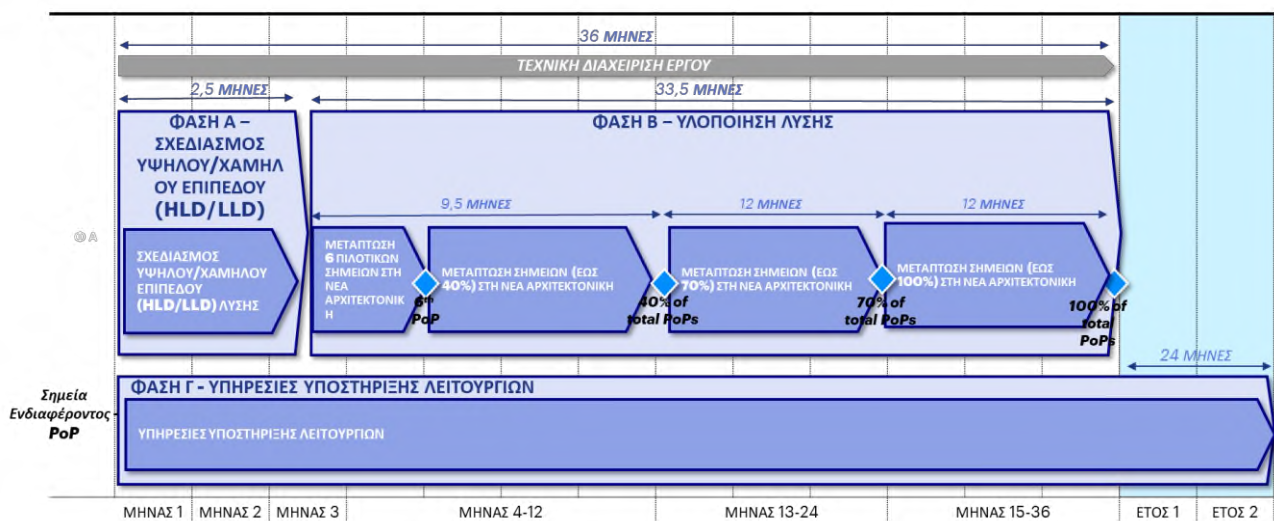 36 ΜΗΝΕΣ
ΤΕΧΝΙΚΗ ΔΙΑΧΕΙΡΙΣΗ ΕΡΓΟΥ
2,5 ΜΗΝΕΣ
33,5 ΜΗΝΕΣ
ΦΑΣΗ Α –
ΣΧΕΔΙΑΣΜΟΣ
ΥΨΗΛΟΥ/ΧΑΜΗΛ
ΟΥ ΕΠΙΠΕΔΟΥ
(HLD/LLD)
ΦΑΣΗ Β – ΥΛΟΠΟΙΗΣΗ ΛΥΣΗΣ
9,5 ΜΗΝΕΣ
12 ΜΗΝΕΣ
12 ΜΗΝΕΣ
ΣΧΕΔΙΑΣΜΟΣ
ΥΨΗΛΟΥ/ΧΑΜΗΛΟΥ
ΕΠΙΠΕΔΟΥ
(HLD/LLD) ΛΥΣΗΣ
ΜΕΤΑΠΤΩΣΗ
6 ΠΙΛΟΤΙΚΩΝ
ΣΗΜΕΙΩΝ ΣΤΗ
ΝΕΑ
ΑΡΧΙΤΕΚΤΟΝΙΚ
Η
6th
PoP
ΜΕΤΑΠΤΩΣΗ ΣΗΜΕΙΩΝ (ΕΩΣ
40%) ΣΤΗ ΝΕΑ ΑΡΧΙΤΕΚΤΟΝΙΚΗ
40% of
total PoPs
ΜΕΤΑΠΤΩΣΗ ΣΗΜΕΙΩΝ (ΕΩΣ
70%) ΣΤΗ ΝΕΑ ΑΡΧΙΤΕΚΤΟΝΙΚΗ
70% of
total PoPs
ΜΕΤΑΠΤΩΣΗ ΣΗΜΕΙΩΝ (ΕΩΣ
100%) ΣΤΗ ΝΕΑ ΑΡΧΙΤΕΚΤΟΝΙΚΗ
100% of
total
PoPs
24 ΜΗΝΕΣ
ΦΑΣΗ Γ - ΥΠΗΡΕΣΙΕΣ ΥΠΟΣΤΗΡΙΞΗΣ ΛΕΙΤΟΥΡΓΙΩΝ
Σημεία
Ενδιαφέροντος
PoP
ΥΠΗΡΕΣΙΕΣ ΥΠΟΣΤΗΡΙΞΗΣ ΛΕΙΤΟΥΡΓΙΩΝ
ΜΗΝΑΣ 1
ΜΗΝΑΣ 2
ΜΗΝΑΣ 3
ΜΗΝΑΣ 4-12
ΜΗΝΑΣ 13-24
ΜΗΝΑΣ 15-36
ΕΤΟΣ 1
ΕΤΟΣ 2